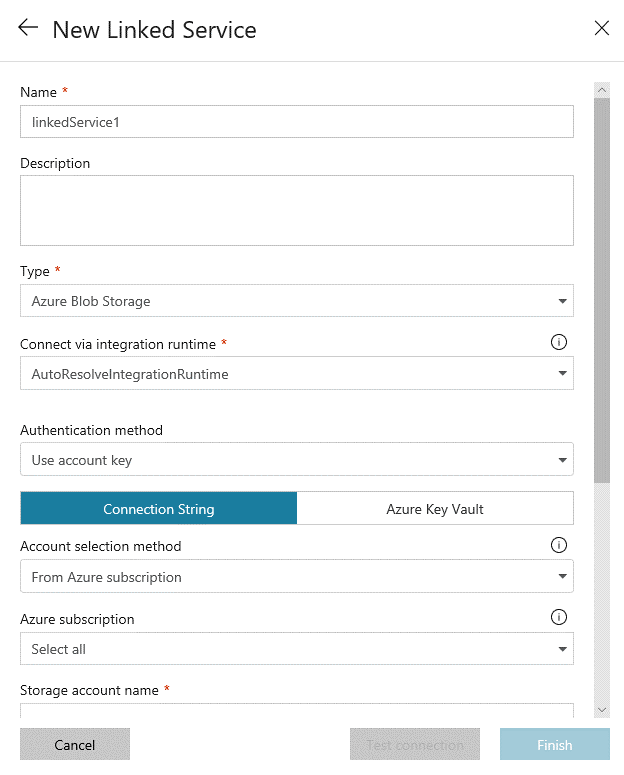 New Linked Service
Name *
linkedService1
Description
Type *
Azure Blob Storage
Connect via integration runtime *
AutoResolveIntegrationRuntime
Authentication method
Use account key
Connection String
Azure Key Vault
Account selection method
From Azure subscription
Azure subscription
Select all
Storage account name *
Cancel
Test connection
Finish